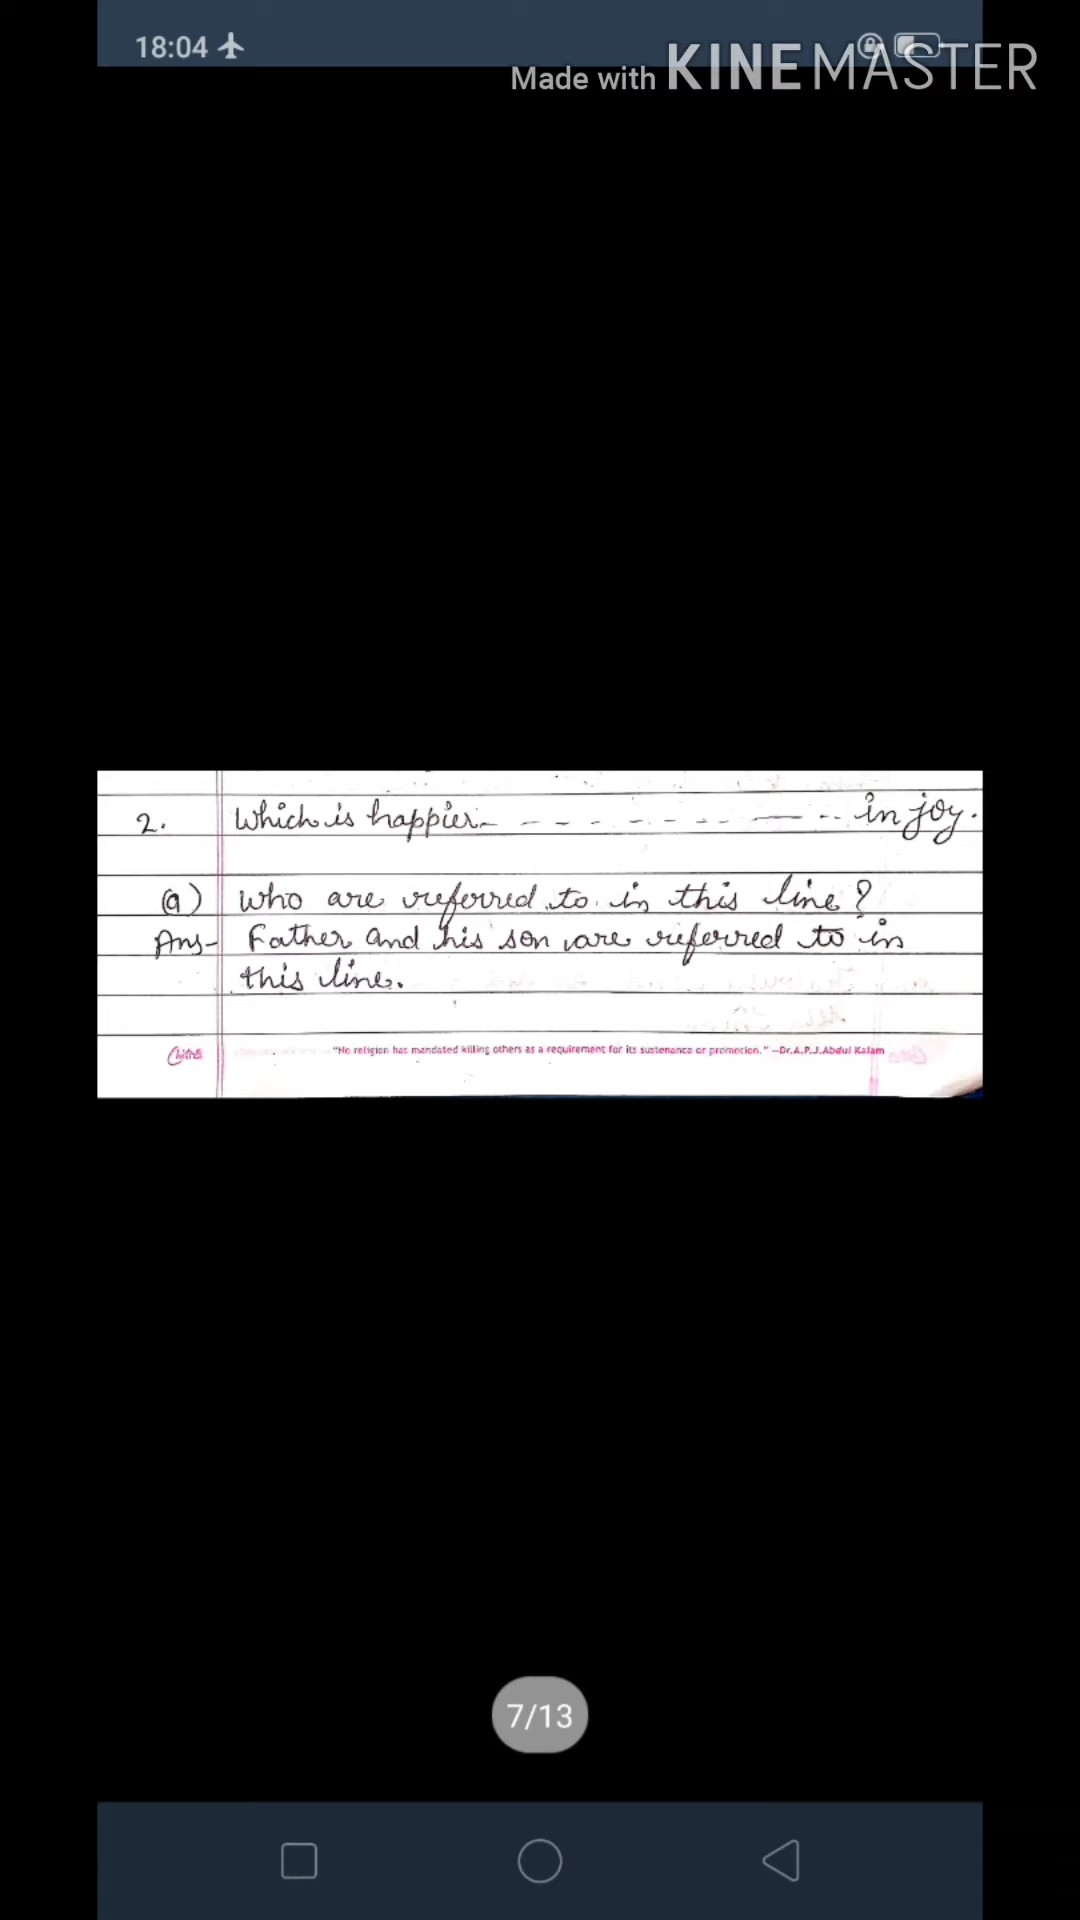 18:04
Made with KINEMASTER
2. Which is happier - - - - - - - - - - in joy.
(a) Who are referred to in this line?
Ans- Father and his son are referred to in
this line.
"No religion has mandated killing others as a requirement for its sustenance or promotion." —Dr.A.P.J.Abdul Kalam
7/13